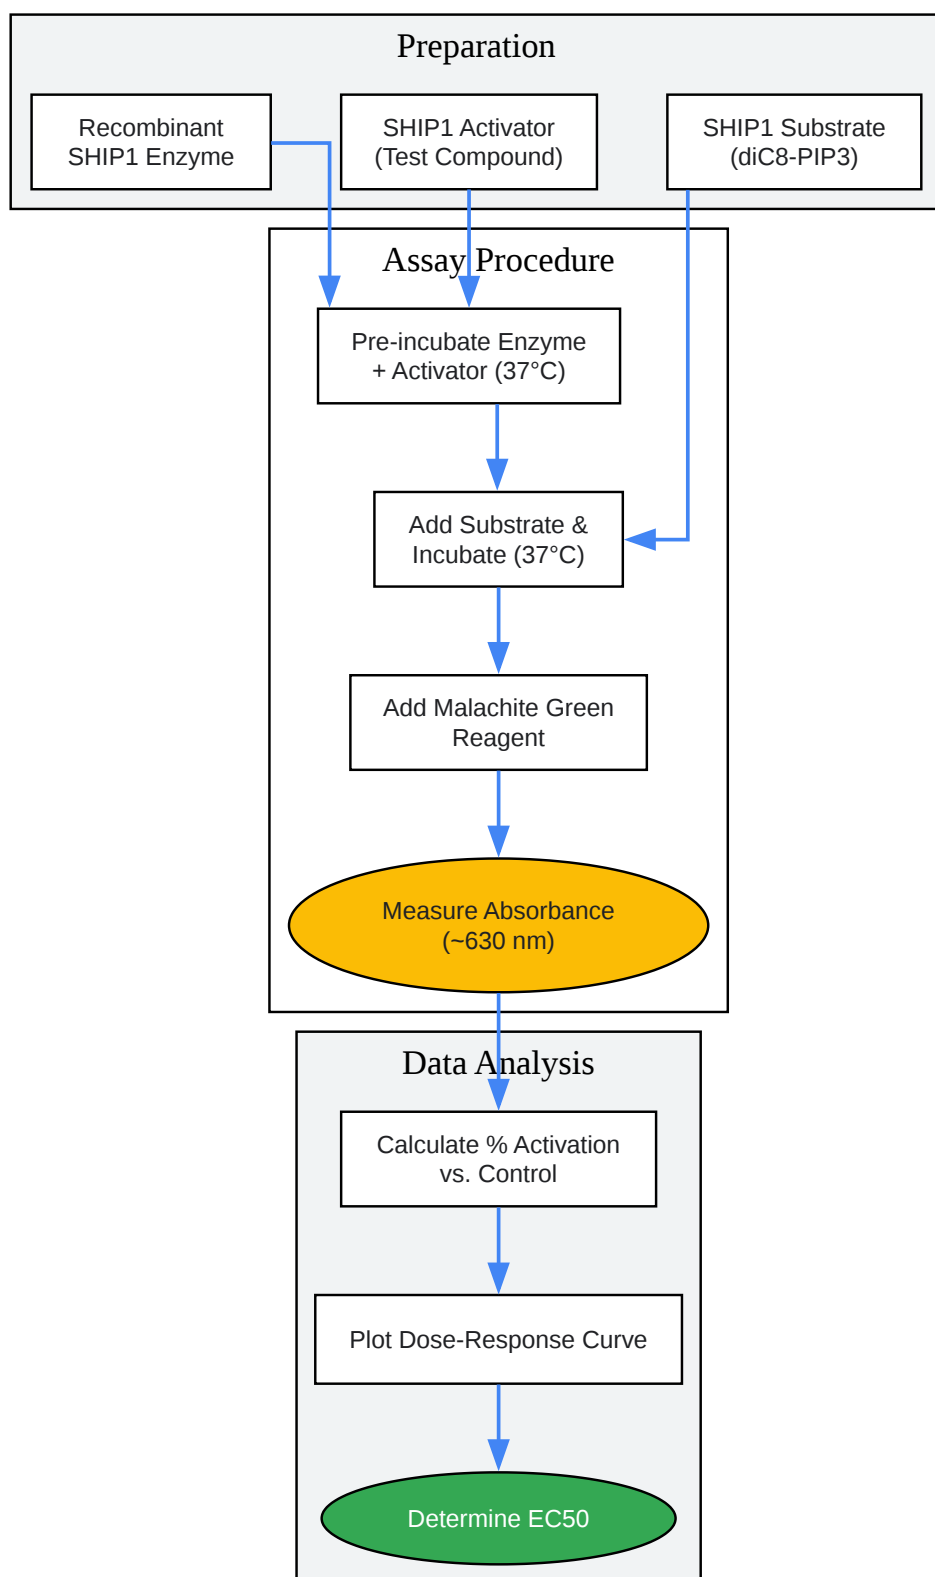 Preparation
Recombinant
SHIP1 Enzyme
SHIP1 Activator
(Test Compound)
SHIP1 Substrate
(diC8-PIP3)
Assay Procedure
Pre-incubate Enzyme
+ Activator (37°C)
Add Substrate &
Incubate (37°C)
Add Malachite Green
Reagent
Measure Absorbance
(~630 nm)
Data Analysis
Calculate % Activation
vs. Control
Plot Dose-Response Curve
Determine EC50